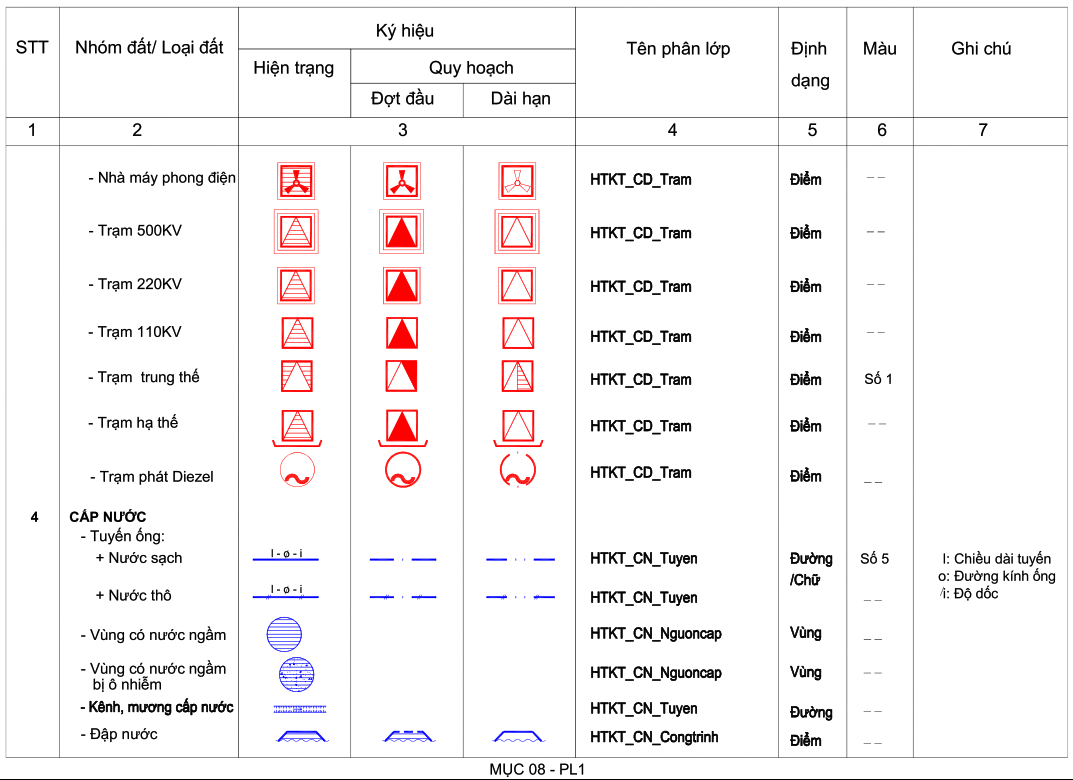 STT Nhóm đất/ Loại đất Ký hiệu Tên phân lớp Định dạng Màu Ghi chú
Hiện trạng Quy hoạch
Đợt đầu Dài hạn
1 2 3 4 5 6 7
- Nhà máy phong điện HTKT_CD_Tram Điểm _ _
- Trạm 500KV HTKT_CD_Tram Điểm _ _
- Trạm 220KV HTKT_CD_Tram Điểm _ _
- Trạm 110KV HTKT_CD_Tram Điểm _ _
- Trạm trung thế HTKT_CD_Tram Điểm Số 1
- Trạm hạ thế HTKT_CD_Tram Điểm _ _
- Trạm phát Diezel HTKT_CD_Tram Điểm _ _
4 CẤP NƯỚC
- Tuyến ống:
+ Nước sạch l - ø - i HTKT_CN_Tuyen Đường Số 5 l: Chiều dài tuyến
/Chữ o: Đường kính ống
+ Nước thô l - ø - i HTKT_CN_Tuyen _ _ /i: Độ dốc
- Vùng có nước ngầm HTKT_CN_Nguoncap Vùng _ _
- Vùng có nước ngầm HTKT_CN_Nguoncap Vùng _ _
bị ô nhiễm
- Kênh, mương cấp nước HTKT_CN_Tuyen Đường _ _
- Đập nước HTKT_CN_Congtrinh Điểm _ _
MỤC 08 - PL1